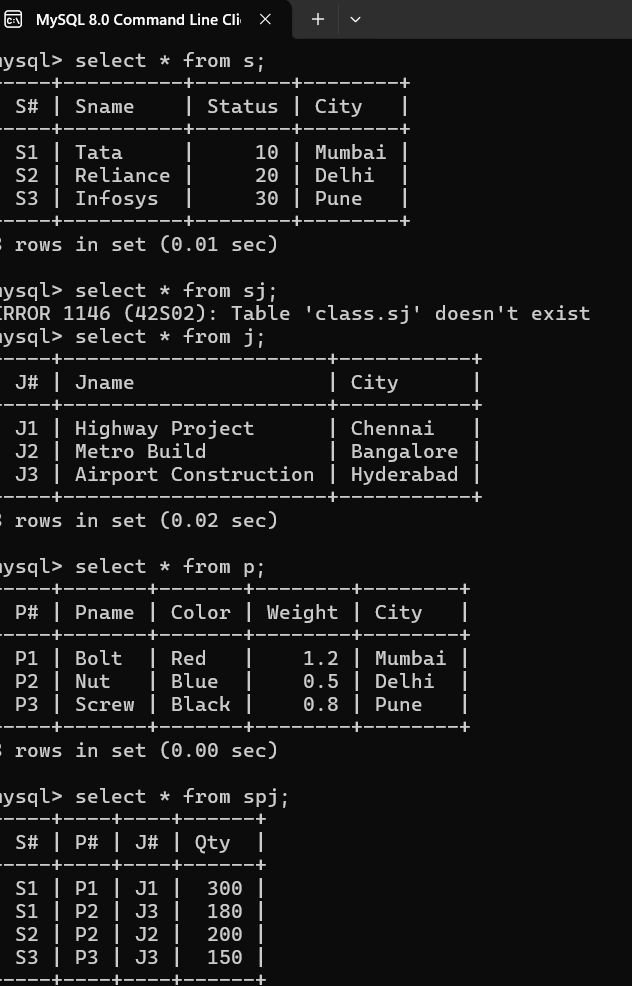 MySQL 8.0 Command Line Cli
mysql> select * from s;
-----+----------+--------+--------+
S# | Sname | Status | City |
-----+----------+--------+--------+
S1 | Tata | 10 | Mumbai |
S2 | Reliance | 20 | Delhi |
S3 | Infosys | 30 | Pune |
-----+----------+--------+--------+
3 rows in set (0.01 sec)
mysql> select * from sj;
ERROR 1146 (42S02): Table 'class.sj' doesn't exist
mysql> select * from j;
-----+----------------------+-----------+
J# | Jname | City |
-----+----------------------+-----------+
J1 | Highway Project | Chennai |
J2 | Metro Build | Bangalore |
J3 | Airport Construction | Hyderabad |
-----+----------------------+-----------+
3 rows in set (0.02 sec)
mysql> select * from p;
-----+-------+-------+--------+--------+
P# | Pname | Color | Weight | City |
-----+-------+-------+--------+--------+
P1 | Bolt | Red | 1.2 | Mumbai |
P2 | Nut | Blue | 0.5 | Delhi |
P3 | Screw | Black | 0.8 | Pune |
-----+-------+-------+--------+--------+
3 rows in set (0.00 sec)
mysql> select * from spj;
-----+----+----+------+
S# | P# | J# | Qty |
-----+----+----+------+
S1 | P1 | J1 | 300 |
S1 | P2 | J3 | 180 |
S2 | P2 | J2 | 200 |
S3 | P3 | J3 | 150 |
-----+----+----+------+